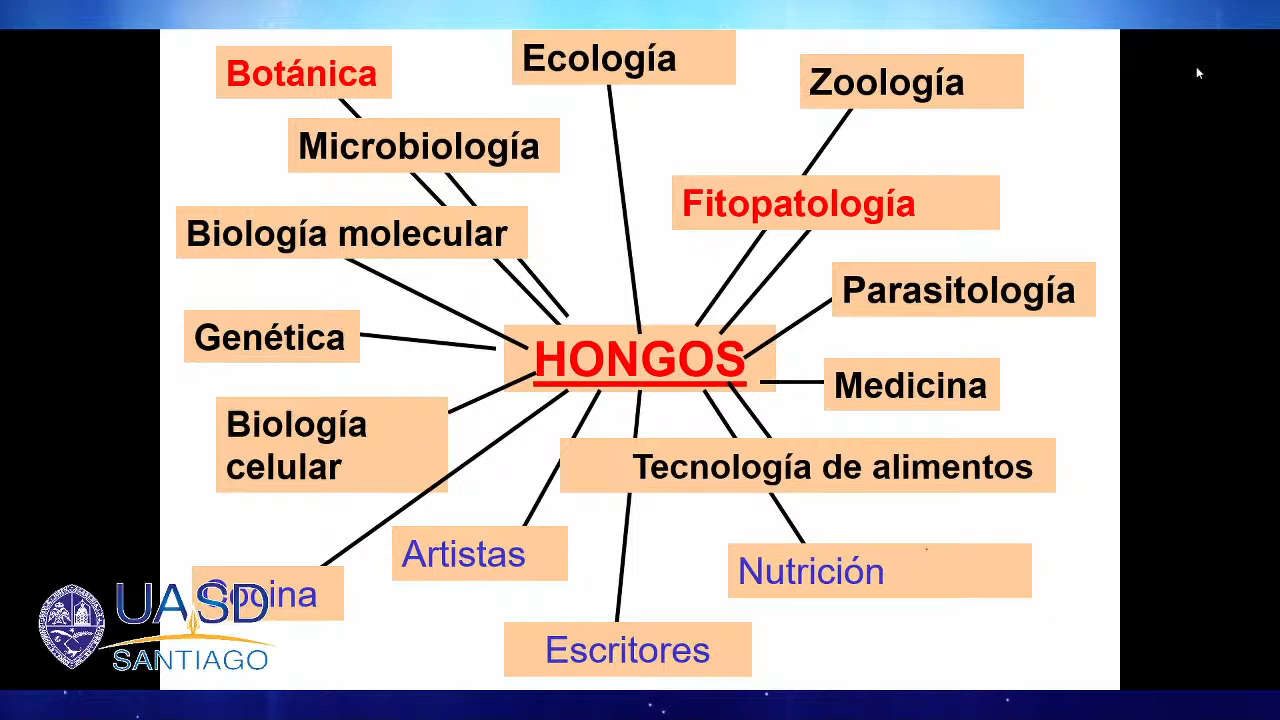 Ecología
Botánica
Zoología
Microbiología
Fitopatología
Biología molecular
Parasitología
Genética
HONGOS
Medicina
Biología
celular
Tecnología de alimentos
Artistas
Nutrición
Cocina
UASD
SANTIAGO
Escritores